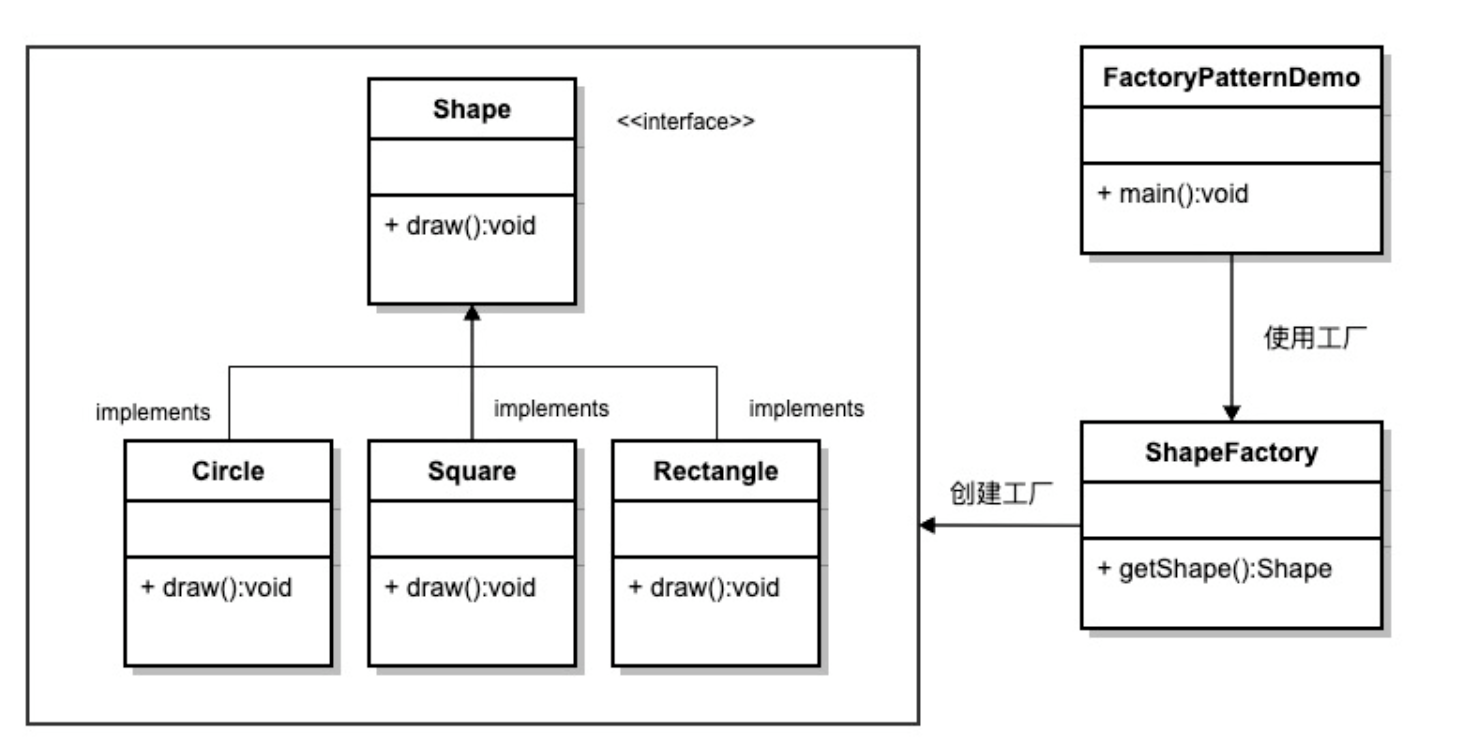 Shape
<<interface>>
+ draw():void
implements
implements
implements
Circle
+ draw():void
Square
+ draw():void
Rectangle
+ draw():void
FactoryPatternDemo
+ main():void
使用工厂
ShapeFactory
创建工厂
+ getShape():Shape